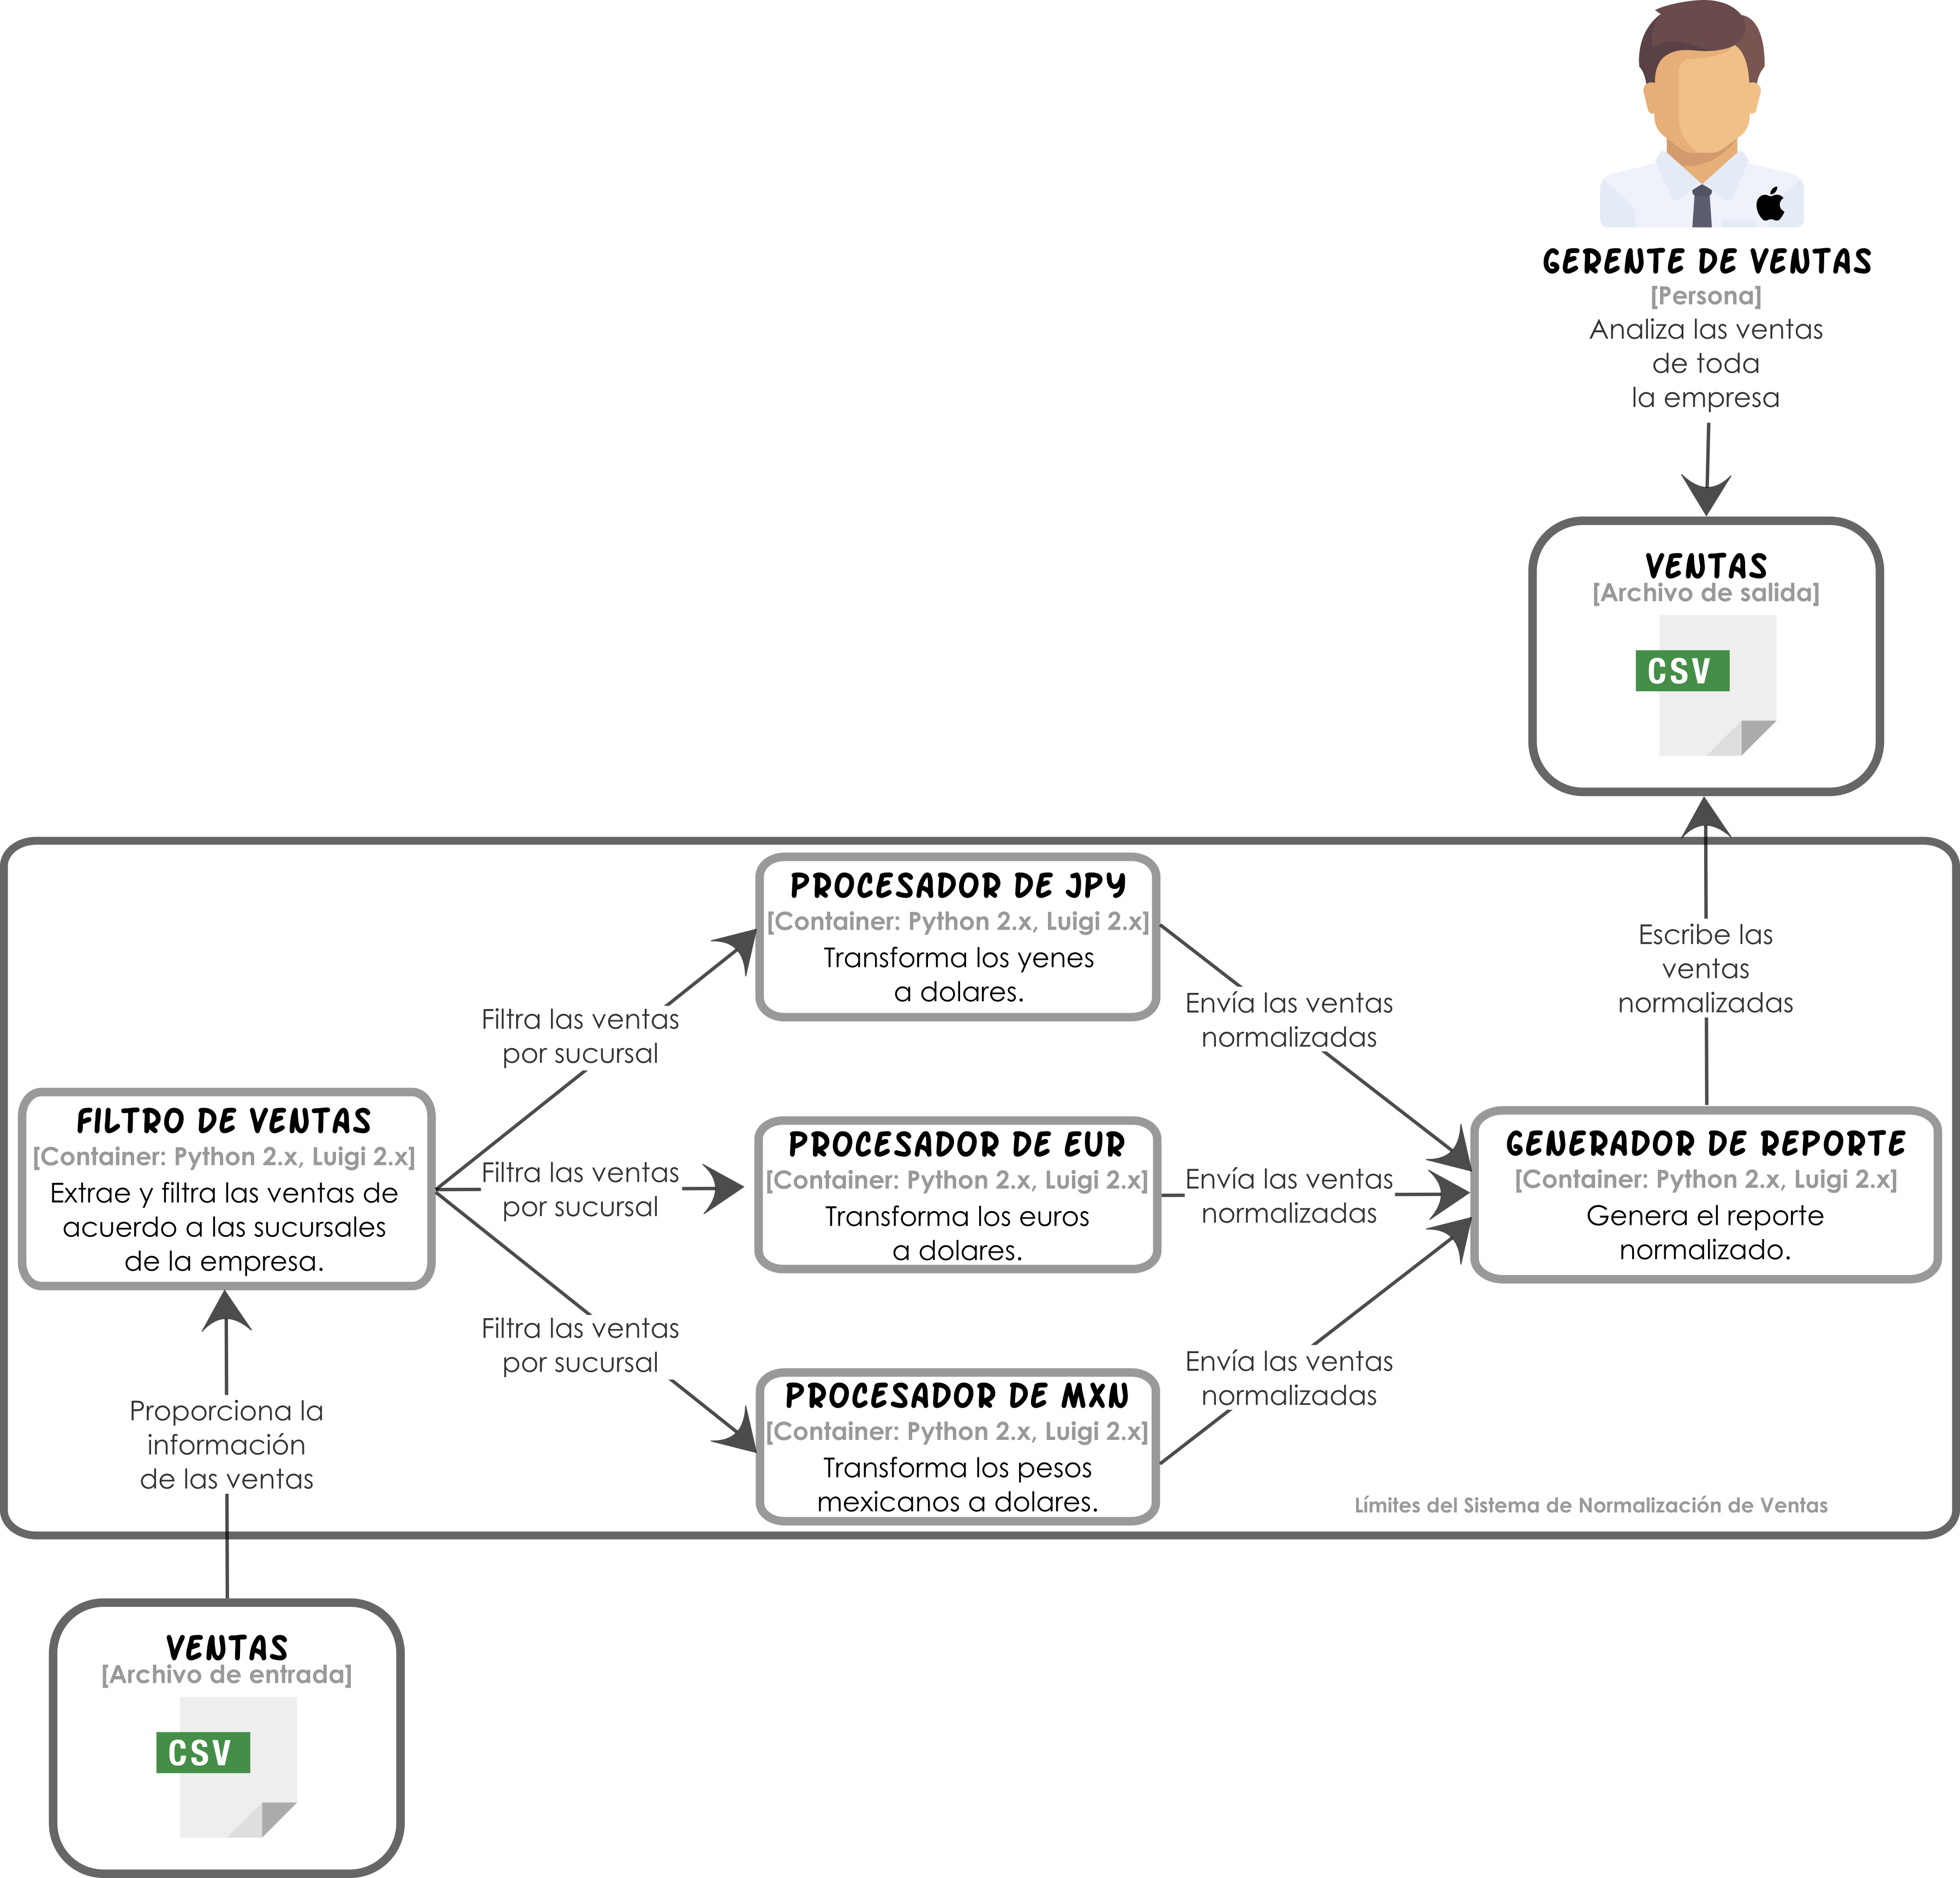 GERENTE DE VENTAS
[Persona]
Analiza las ventas
de toda
la empresa
VENTAS
[Archivo de salida]
CSV
PROCESADOR DE JPY
[Container: Python 2.x, Luigi 2.x]
Transforma los yenes
a dolares.
Escribe las
ventas
normalizadas
Filtra las ventas
por sucursal
Envía las ventas
normalizadas
FILTRO DE VENTAS
[Container: Python 2.x, Luigi 2.x]
Extrae y filtra las ventas de
acuerdo a las sucursales
de la empresa.
Filtra las ventas
por sucursal
PROCESADOR DE EUR
[Container: Python 2.x, Luigi 2.x]
Transforma los euros
a dolares.
Envía las ventas
normalizadas
GENERADOR DE REPORTE
[Container: Python 2.x, Luigi 2.x]
Genera el reporte
normalizado.
Filtra las ventas
por sucursal
Envía las ventas
normalizadas
PROCESADOR DE MXN
[Container: Python 2.x, Luigi 2.x]
Transforma los pesos
mexicanos a dolares.
Proporciona la
información
de las ventas
Límites del Sistema de Normalización de Ventas
VENTAS
[Archivo de entrada]
CSV